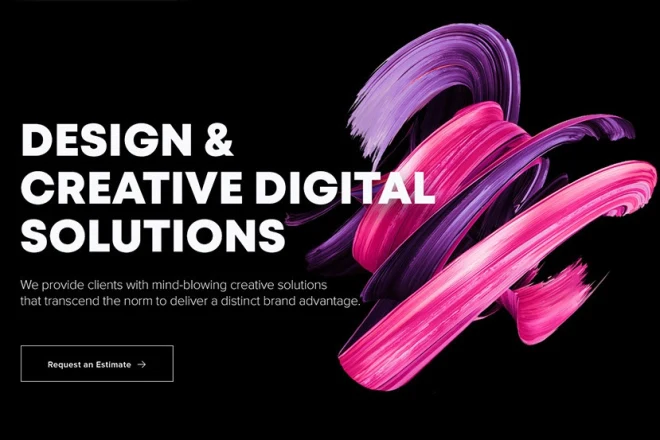 DESIGN &
CREATIVE DIGITAL
SOLUTIONS
We provide clients with mind-blowing creative solutions
that transcend the norm to deliver a distinct brand advantage.
Request an Estimate →